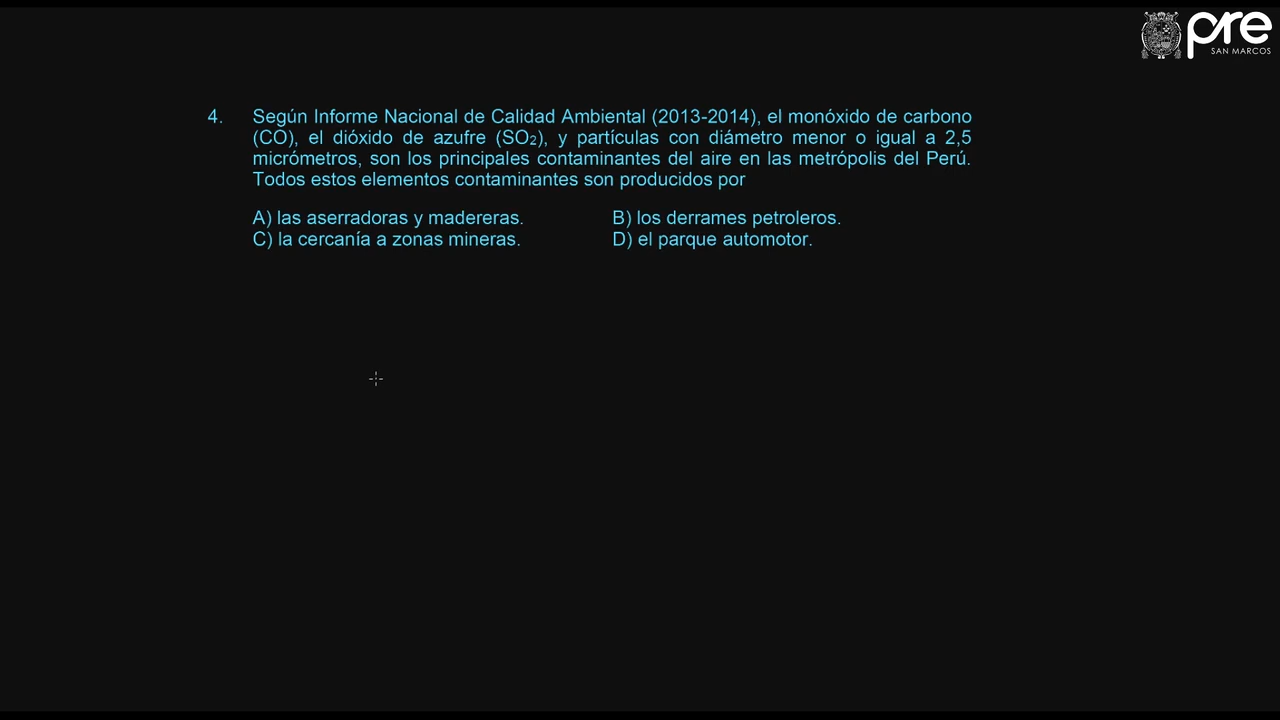 pre
SAN MARCOS
4. Según Informe Nacional de Calidad Ambiental (2013-2014), el monóxido de carbono
(CO), el dióxido de azufre (SO₂), y partículas con diámetro menor o igual a 2,5
micrómetros, son los principales contaminantes del aire en las metrópolis del Perú.
Todos estos elementos contaminantes son producidos por
A) las aserradoras y madereras. B) los derrames petroleros.
C) la cercanía a zonas mineras. D) el parque automotor.